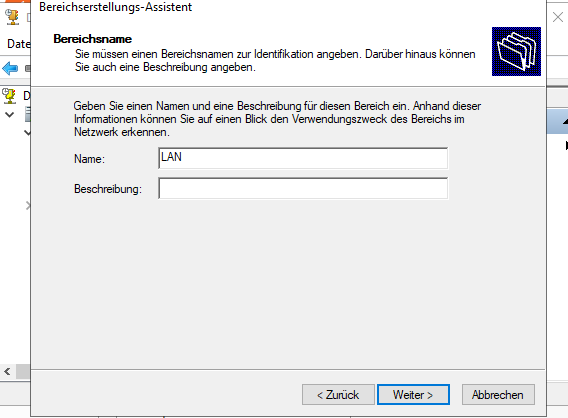 Bereichserstellungs-Assistent
Bereichsname
Sie müssen einen Bereichsnamen zur Identifikation angeben. Darüber hinaus können
Sie auch eine Beschreibung angeben.
Date
D
Geben Sie einen Namen und eine Beschreibung für diesen Bereich ein. Anhand dieser
Informationen können Sie auf einen Blick den Verwendungszweck des Bereichs im
Netzwerk erkennen.
Name: LAN
Beschreibung:
< Zurück Weiter > Abbrechen